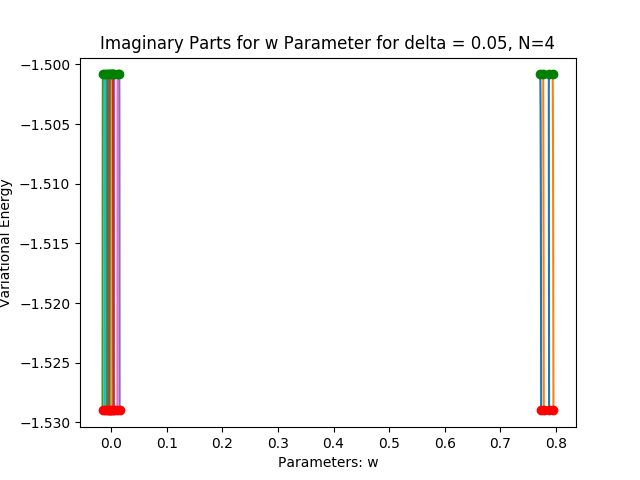 Imaginary Parts for w Parameter for delta = 0.05, N=4
−1.500
−1.505
−1.510
−1.515
−1.520
−1.525
−1.530
Variational Energy
0.0 0.1 0.2 0.3 0.4 0.5 0.6 0.7 0.8
Parameters: w